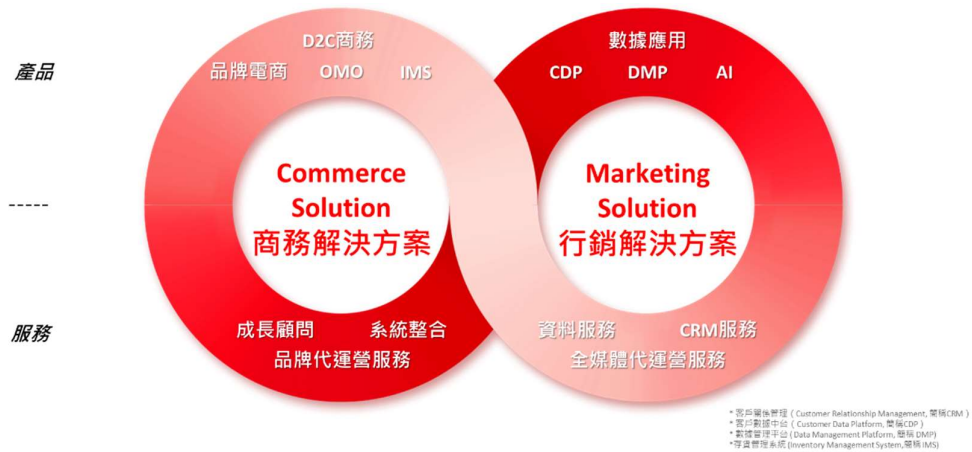 產品
D2C商務
品牌電商 OMO IMS
數據應用
CDP DMP AI
Commerce
Solution
商務解決方案
Marketing
Solution
行銷解決方案
-----
服務
成長顧問 系統整合
品牌代運營服務
資料服務 CRM服務
全媒體代運營服務
* 客戶關係管理 ( Customer Relationship Management, 簡稱CRM )
* 客戶數據中台 ( Customer Data Platform, 簡稱CDP )
* 數據管理平台 (Data Management Platform, 簡稱 DMP)
*存貨管理系統 (Inventory Management System,簡稱 IMS)